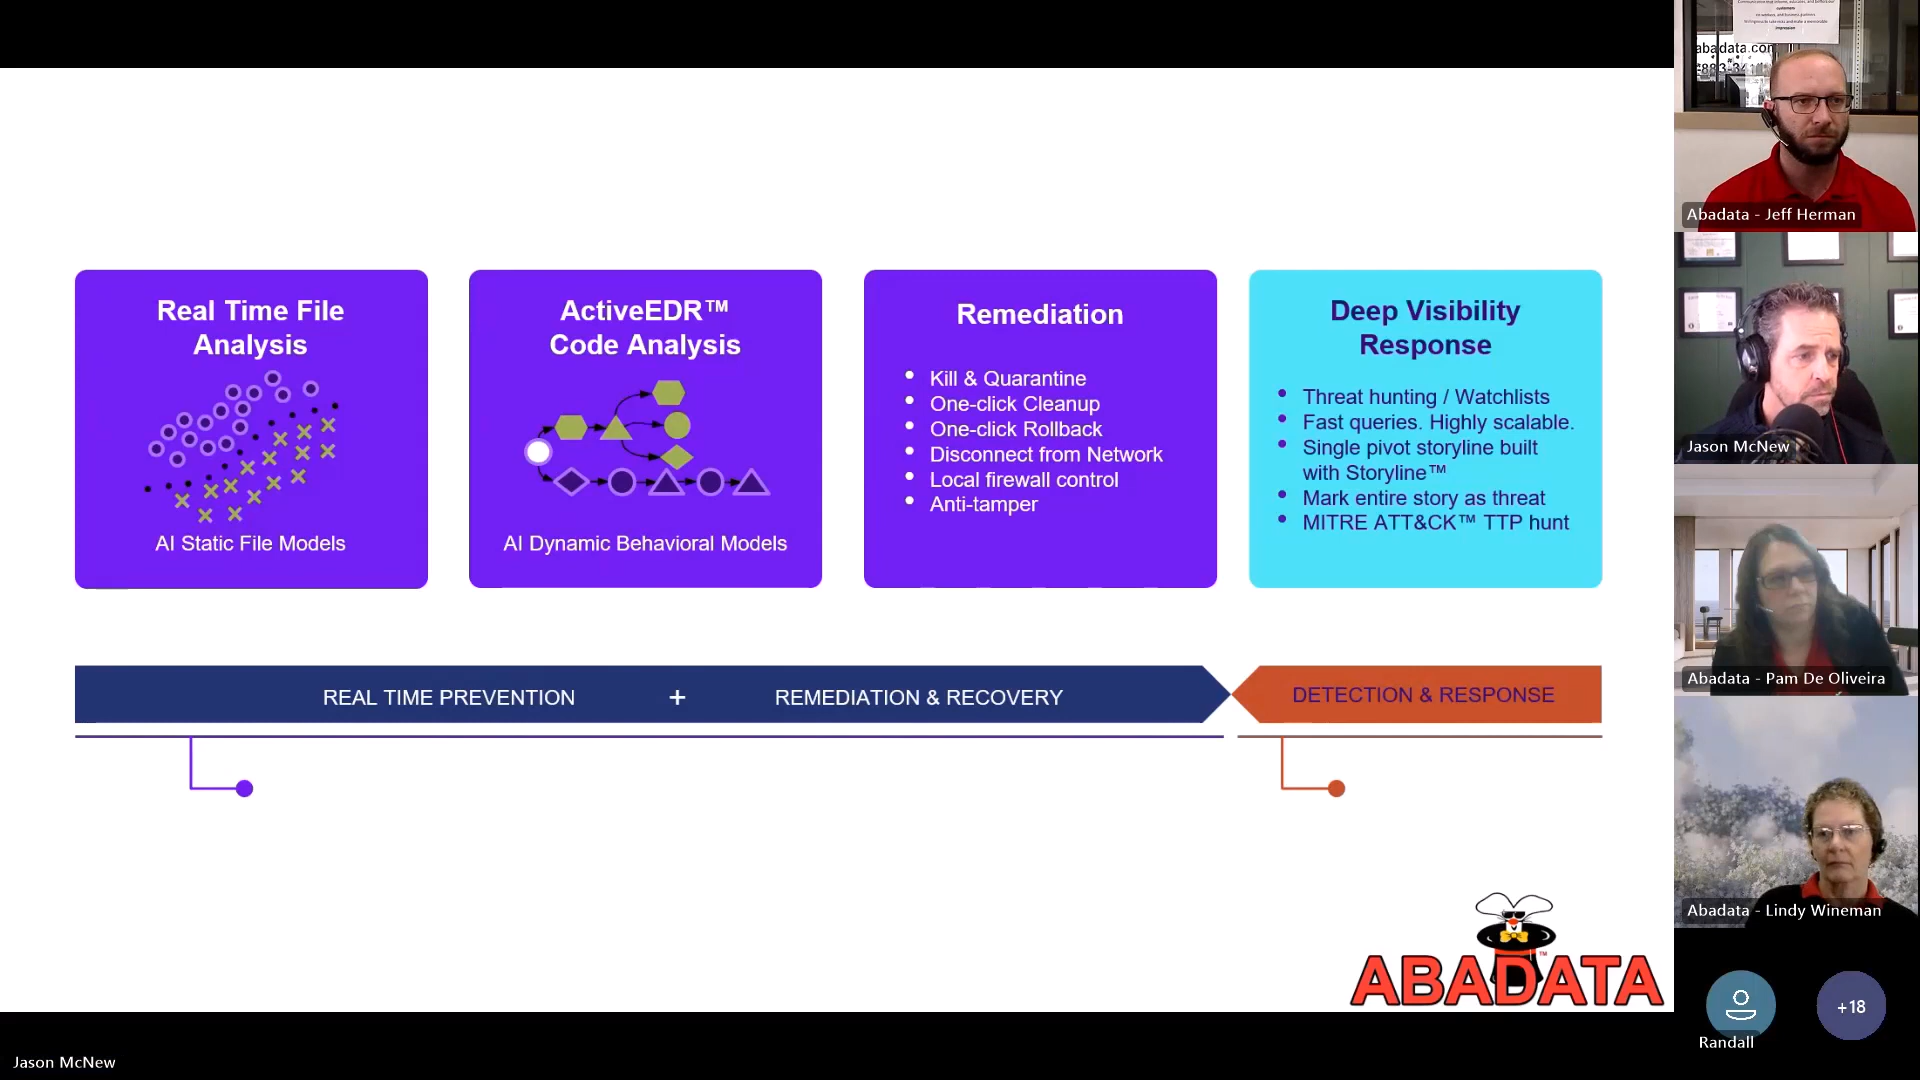 Real Time File
Analysis
AI Static File Models
ActiveEDR™
Code Analysis
AI Dynamic Behavioral Models
Remediation
• Kill & Quarantine
• One-click Cleanup
• One-click Rollback
• Disconnect from Network
• Local firewall control
• Anti-tamper
Deep Visibility
Response
• Threat hunting / Watchlists
• Fast queries. Highly scalable.
• Single pivot storyline built
with Storyline™
• Mark entire story as threat
• MITRE ATT&CK™ TTP hunt
REAL TIME PREVENTION + REMEDIATION & RECOVERY
DETECTION & RESPONSE
ABADATA™
Jason McNew
customers
impression
abadata.com
Abadata - Jeff Herman
Jason McNew
Abadata - Pam De Oliveira
Abadata - Lindy Wineman
Randall
+18